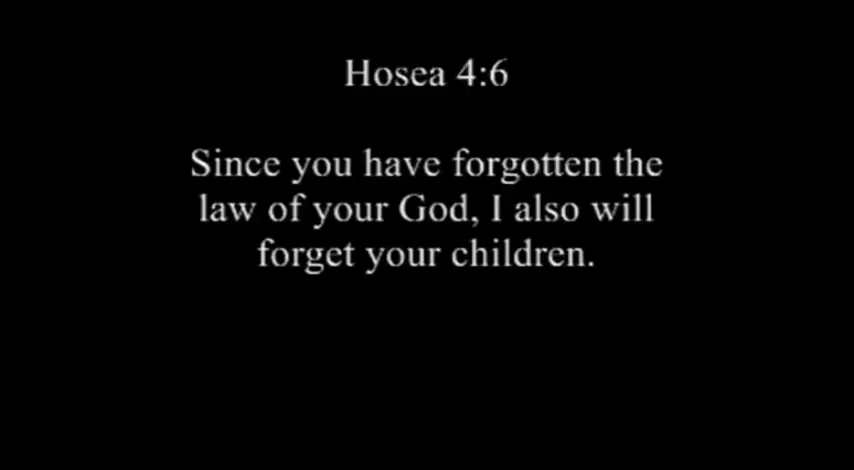 Hosea 4:6
Since you have forgotten the
law of your God, I also will
forget your children.